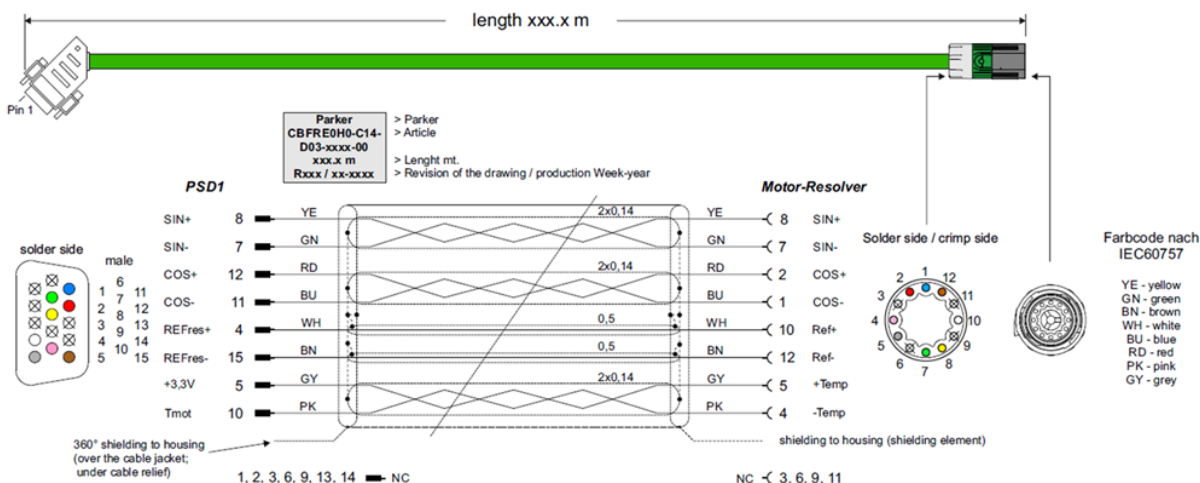 length xxx.x m
Pin 1
Parker > Parker
CBFRE0H0-C14- > Article
D03-xxxx-00
xxx.x m > Lenght mt.
Rxxx / xx-xxxx > Revision of the drawing / production Week-year
PSD1 Motor-Resolver
SIN+ 8 YE 2x0,14 YE 8 SIN+
SIN- 7 GN GN 7 SIN-
COS+ 12 RD 2x0,14 RD 2 COS+
COS- 11 BU BU 1 COS-
REFres+ 4 WH 0,5 WH 10 Ref+
REFres- 15 BN 0,5 BN 12 Ref-
+3,3V 5 GY 2x0,14 GY 5 +Temp
Tmot 10 PK PK 4 -Temp
solder side
male
6
1 11
7
2 12
8
3 13
9
4 14
10
5 15
Solder side / crimp side
1
2 12
3 11
4 10
5 9
6 8
7
Farbcode nach
IEC60757
YE - yellow
GN - green
BN - brown
WH - white
BU - blue
RD - red
PK - pink
GY - grey
360° shielding to housing
(over the cable jacket;
under cable relief)
shielding to housing (shielding element)
1, 2, 3, 6, 9, 13, 14 NC
NC 3, 6, 9, 11